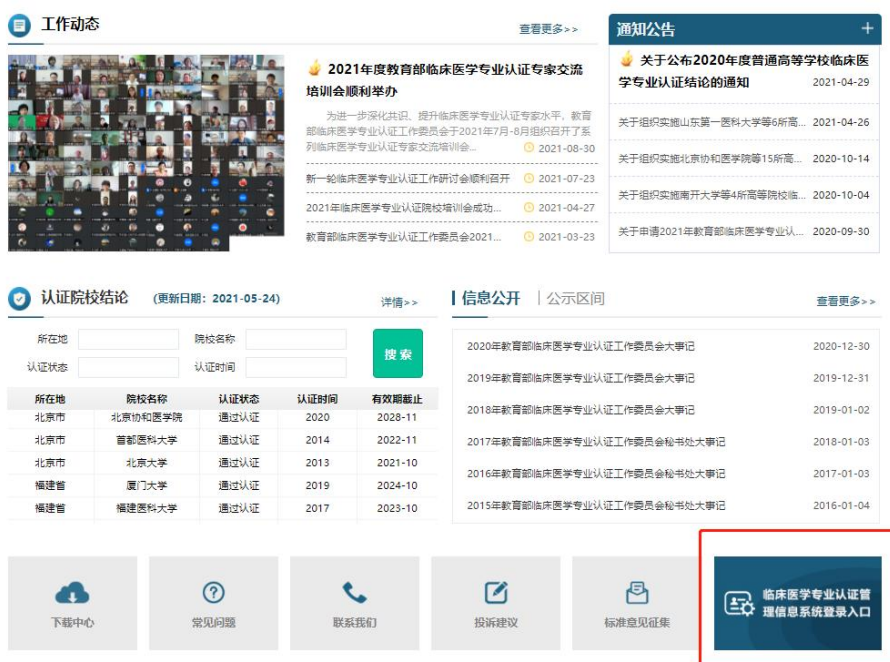 工作动态
查看更多>>
2021年度教育部临床医学专业认证专家交流
培训会顺利举办
为进一步深化共识、提升临床医学专业认证专家水平，教育
部临床医学专业认证工作委员会于2021年7月-8月组织召开了系
列临床医学专业认证专家交流培训会...
2021-08-30
新一轮临床医学专业认证工作研讨会顺利召开 2021-07-23
2021年临床医学专业认证院校培训会成功... 2021-04-27
教育部临床医学专业认证工作委员会2021... 2021-03-23
通知公告 +
关于公布2020年度普通高等学校临床医
学专业认证结论的通知 2021-04-29
关于组织实施山东第一医科大学等6所高... 2021-04-26
关于组织实施北京协和医学院等15所高... 2020-10-14
关于组织实施南开大学等4所高等院校临... 2020-10-04
关于申请2021年教育部临床医学专业认... 2020-09-30
认证院校结论 (更新日期：2021-05-24) 详情>>
所在地 院校名称
认证状态 认证时间
搜索
所在地 院校名称 认证状态 认证时间 有效期截止
北京市 北京协和医学院 通过认证 2020 2028-11
北京市 首都医科大学 通过认证 2014 2022-11
北京市 北京大学 通过认证 2013 2021-10
福建省 厦门大学 通过认证 2019 2024-10
福建省 福建医科大学 通过认证 2017 2023-10
信息公开 公示区间 查看更多>>
2020年教育部临床医学专业认证工作委员会大事记 2020-12-30
2019年教育部临床医学专业认证工作委员会大事记 2019-12-31
2018年教育部临床医学专业认证工作委员会大事记 2019-01-02
2017年教育部临床医学专业认证工作委员会秘书处大事记 2018-01-03
2016年教育部临床医学专业认证工作委员会秘书处大事记 2017-01-03
2015年教育部临床医学专业认证工作委员会秘书处大事记 2016-01-04
下载中心
常见问题
联系我们
投诉建议
标准意见征集
临床医学专业认证管
理信息系统登录入口